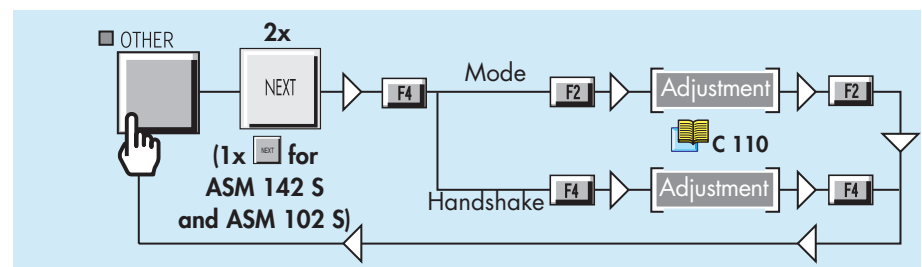 OTHER
2x
NEXT
F4
Mode
F2
Adjustment
F2
C 110
(1x NEXT for
ASM 142 S
and ASM 102 S)
Handshake
F4
Adjustment
F4